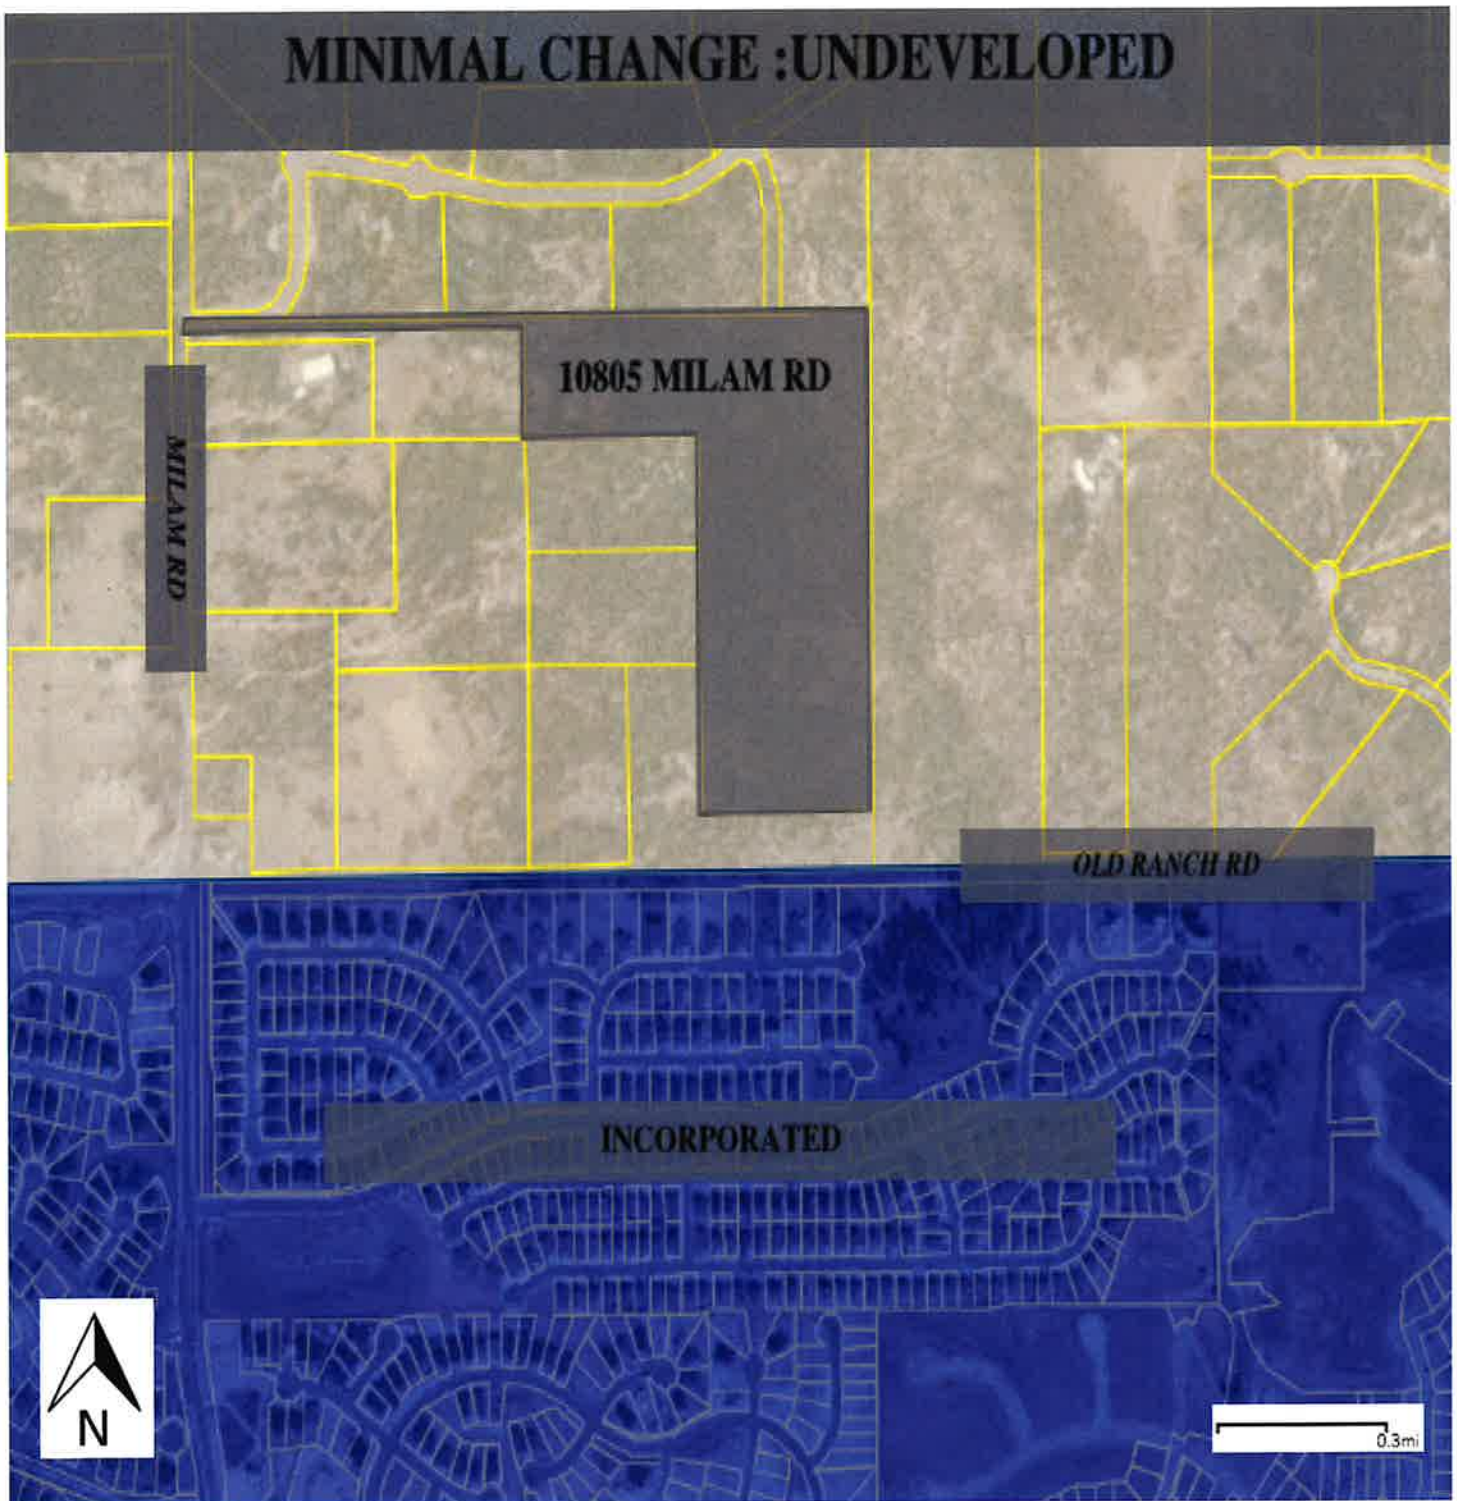 MINIMAL CHANGE :UNDEVELOPED
10805 MILAM RD
MILAM RD
OLD RANCH RD
INCORPORATED
N
0.3mi